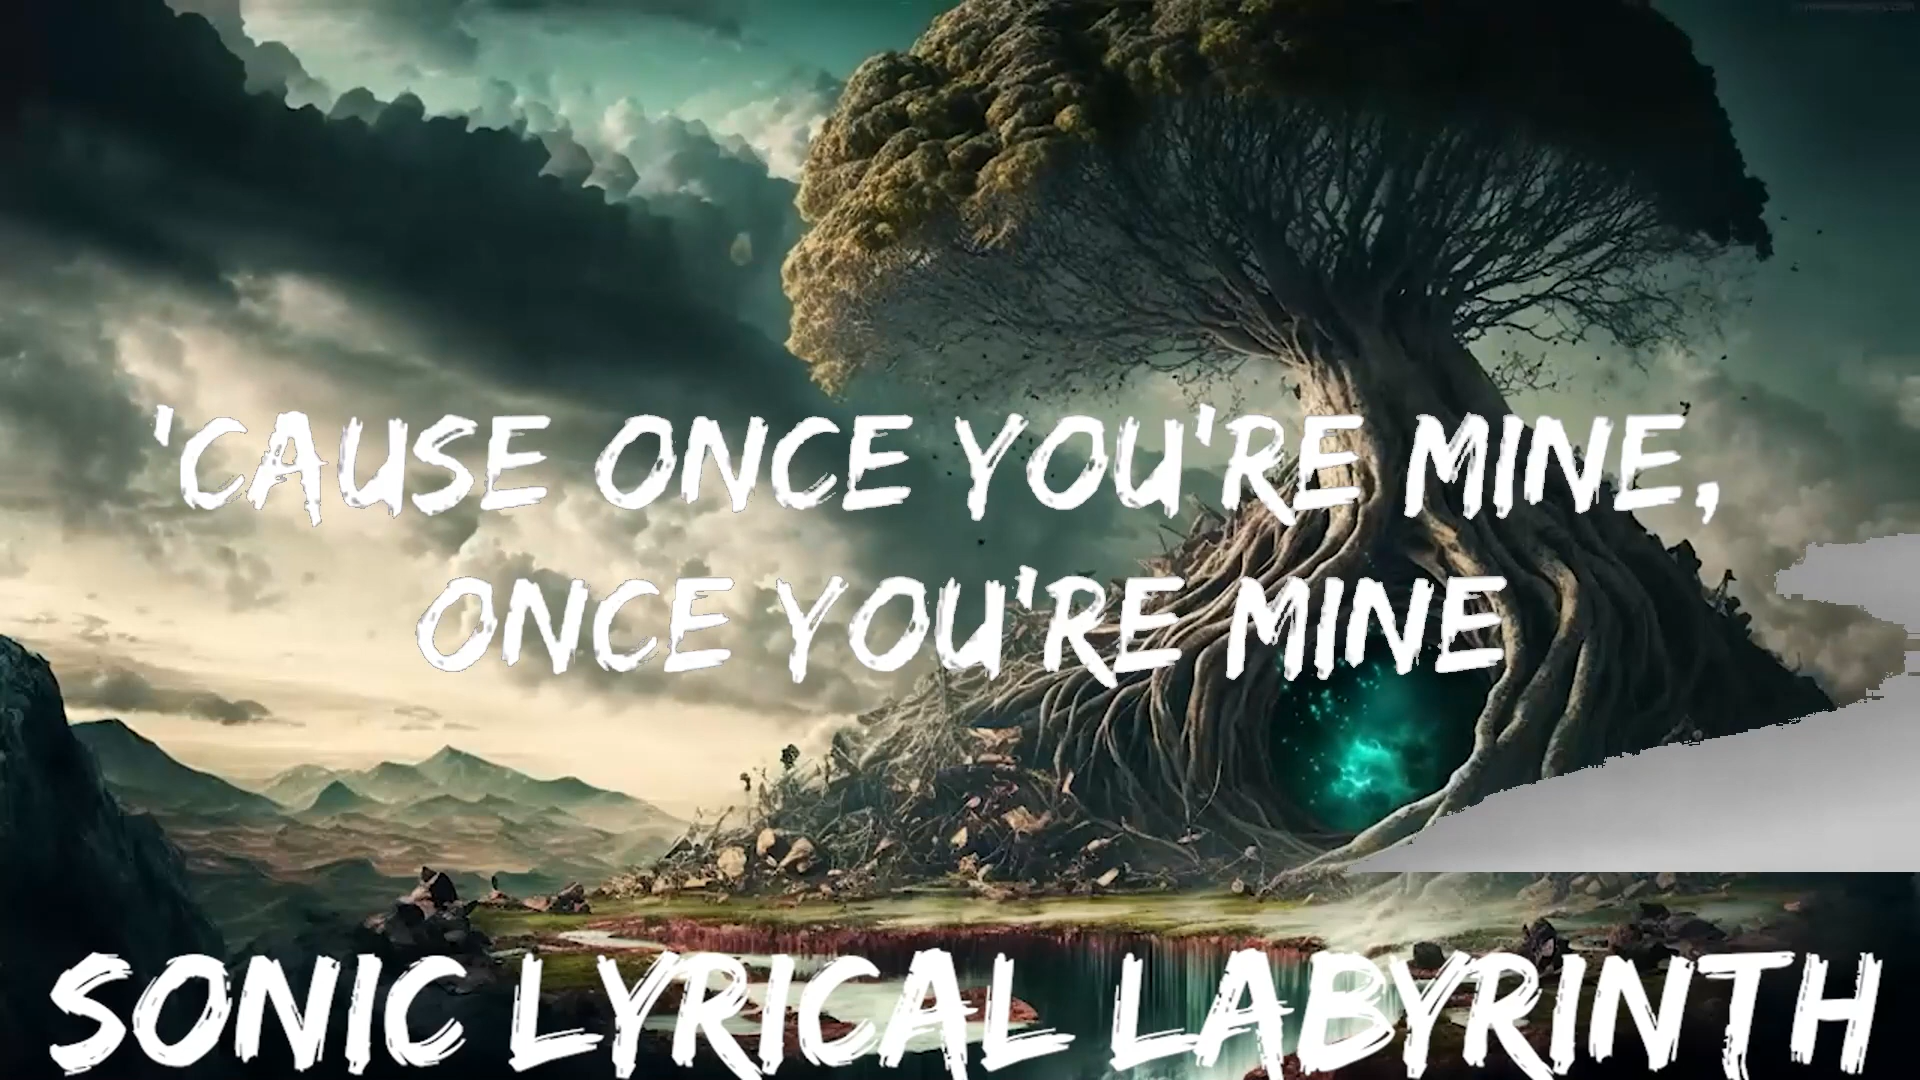 'CAUSE ONCE YOU'RE MINE,
ONCE YOU'RE MINE
SONIC LYRICAL LABYRINTH